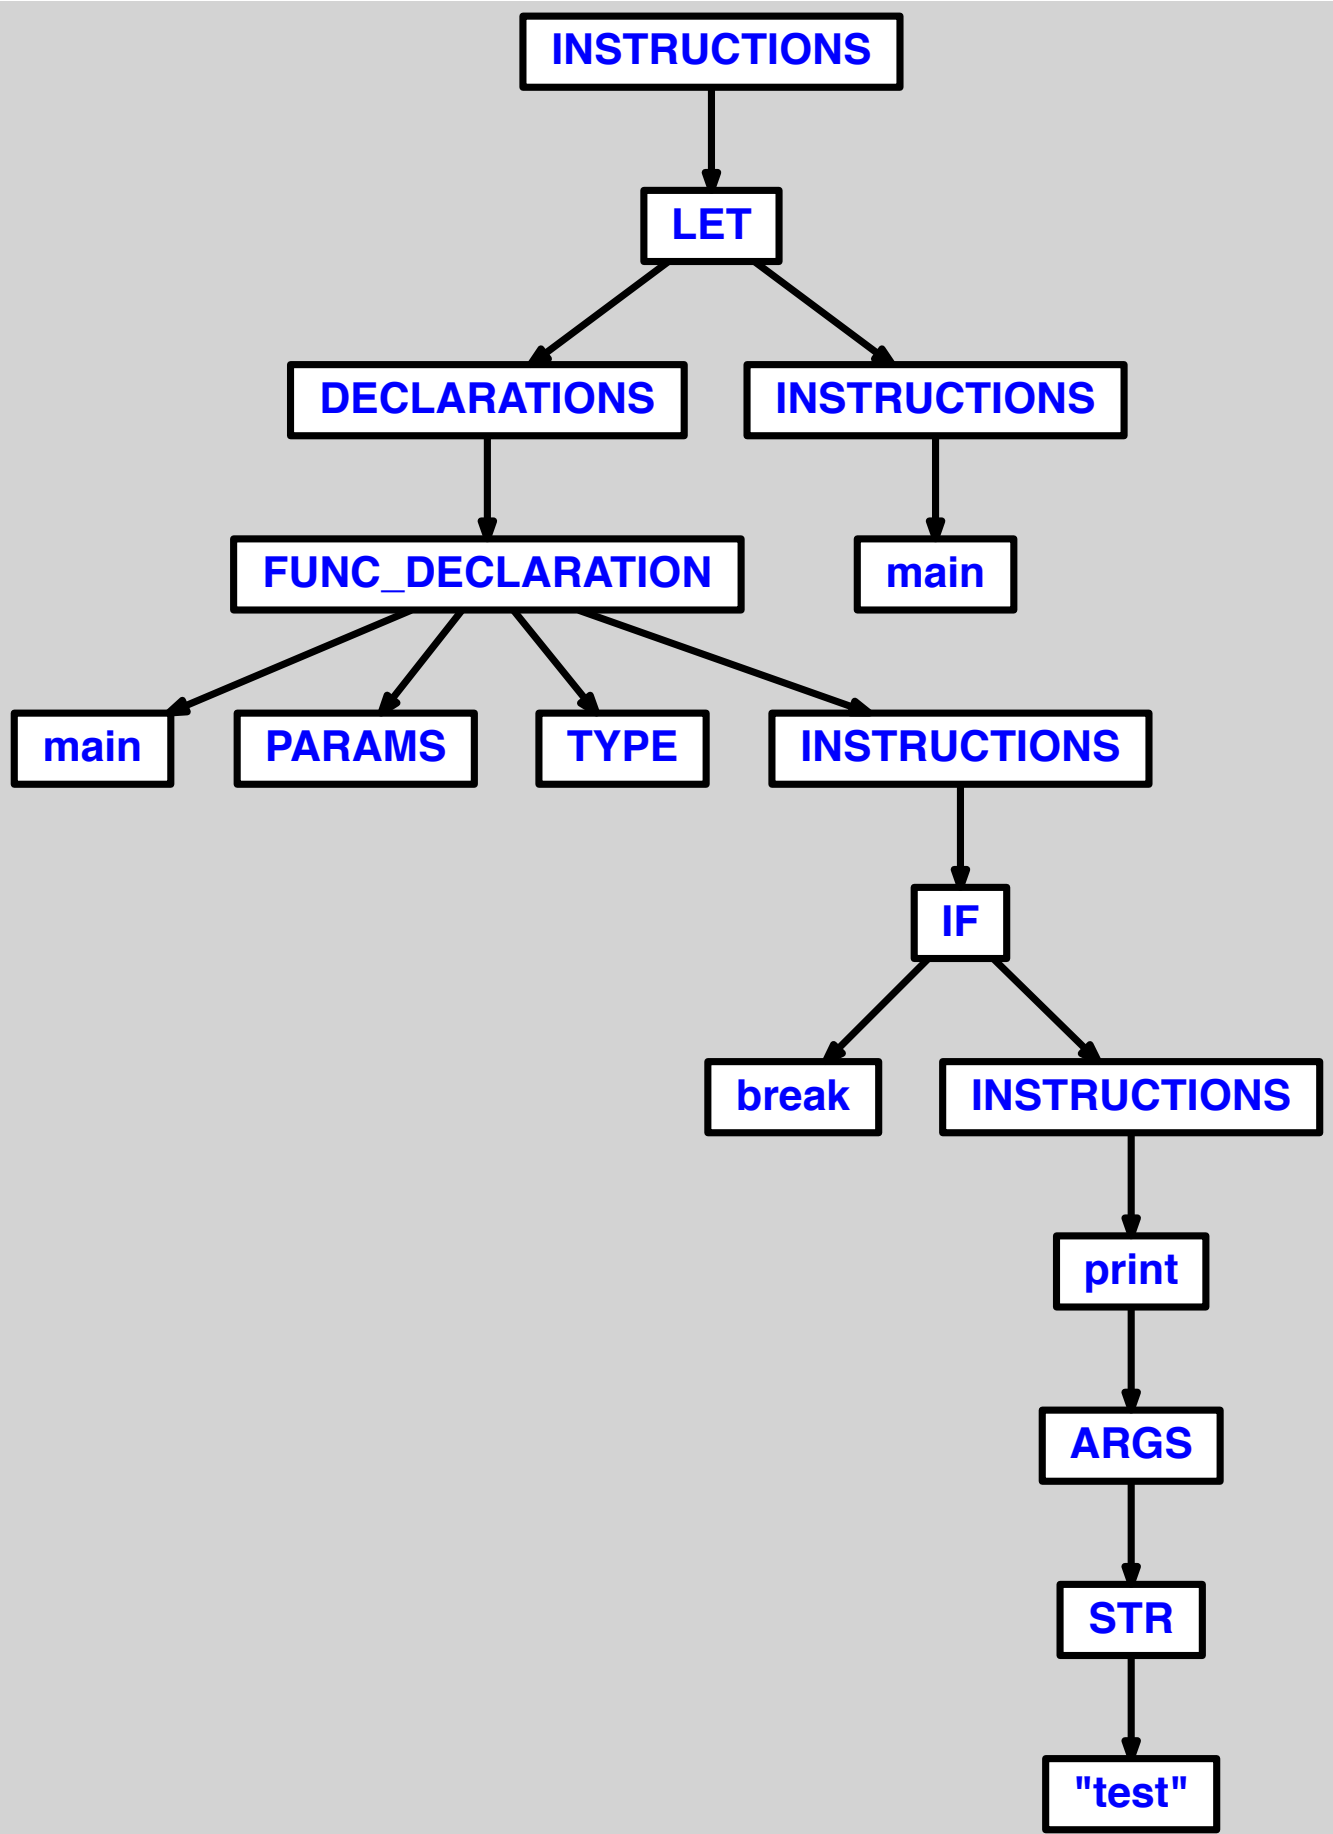 INSTRUCTIONS
LET
DECLARATIONS
INSTRUCTIONS
FUNC_DECLARATION
main
main
PARAMS
TYPE
INSTRUCTIONS
IF
break
INSTRUCTIONS
print
ARGS
STR
"test"